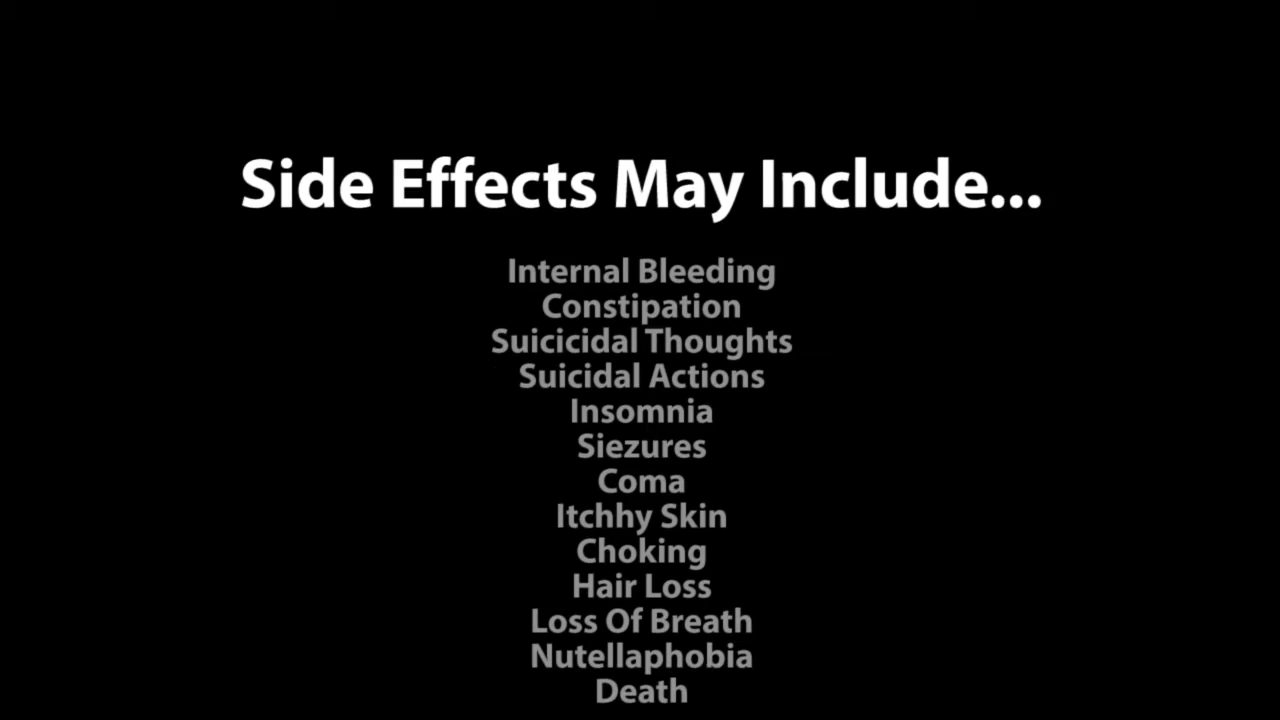 Side Effects May Include...
Internal Bleeding
Constipation
Suicicidal Thoughts
Suicidal Actions
Insomnia
Siezures
Coma
Itchhy Skin
Choking
Hair Loss
Loss Of Breath
Nutellaphobia
Death